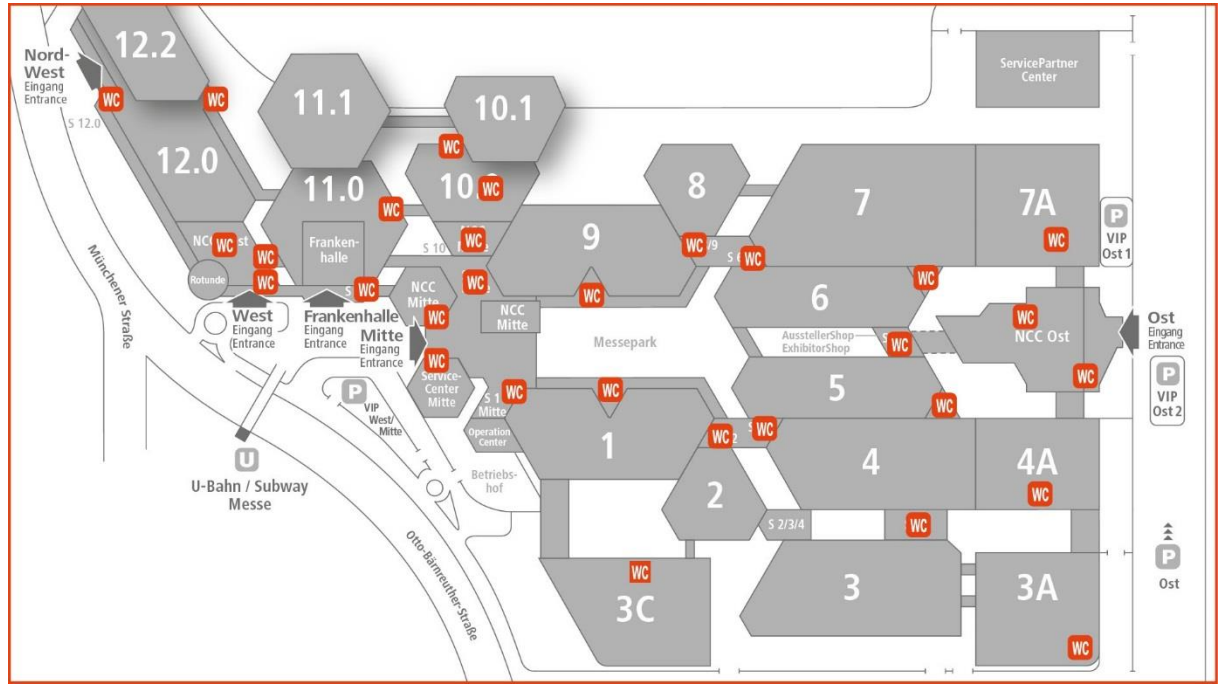 12.2
Nord-
West
Eingang
Entrance
WC
WC
S 12.0
12.0
11.1
10.1
ServicePartner
Center
WC
11.0
WC
WC
8
7
7A
P
VIP
Ost 1
WC
WC
WC
Franken-
halle
S 10
WC
9
WC
WC
WC
Rotunde
WC
WC
WC
NCC
Mitte
WC
WC
6
WC
West
Eingang
Entrance
Frankenhalle
Eingang
Entrance
Mitte
Eingang
Entrance
WC
NCC
Mitte
Messepark
AusstellerShop
ExhibitorShop
WC
WC
NCC Ost
Ost
Eingang
Entrance
P
VIP
Ost 2
Münchener Straße
WC
Service-
Center
Mitte
P
VIP
West/
Mitte
WC
S 1
Mitte
WC
5
WC
WC
Operation
Center
1
WC
WC
4
4A
WC
U
U-Bahn / Subway
Messe
Betriebs-
hof
2
S 2/3/4
WC
Otto-Bärnreuther-Straße
WC
3C
3
3A
WC
P
Ost